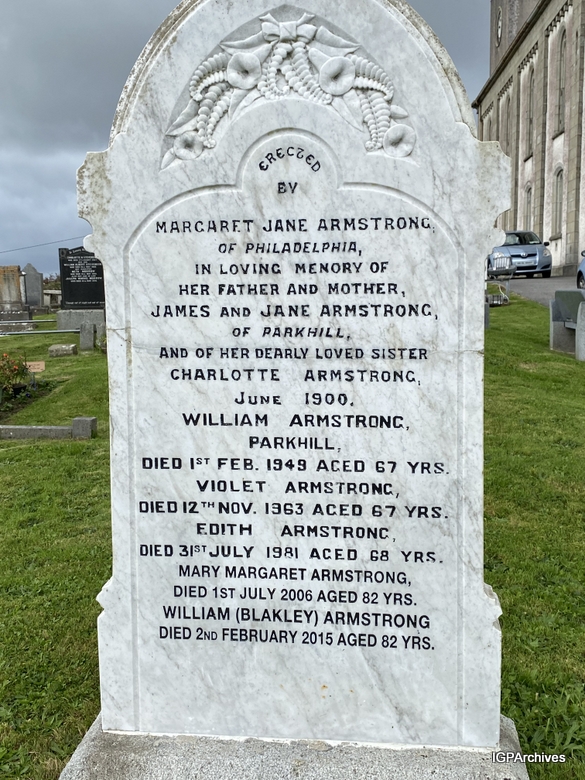 ERECTED
BY
MARGARET JANE ARMSTRONG,
OF PHILADELPHIA,
IN LOVING MEMORY OF
HER FATHER AND MOTHER,
JAMES AND JANE ARMSTRONG,
OF PARKHILL,
AND OF HER DEARLY LOVED SISTER
CHARLOTTE ARMSTRONG,
JUNE 1900.
WILLIAM ARMSTRONG,
PARKHILL,
DIED 1ST FEB. 1949 AGED 67 YRS.
VIOLET ARMSTRONG,
DIED 12TH NOV. 1963 AGED 67 YRS.
EDITH ARMSTRONG,
DIED 31ST JULY 1981 AGED 68 YRS.
MARY MARGARET ARMSTRONG,
DIED 1ST JULY 2006 AGED 82 YRS.
WILLIAM (BLAKLEY) ARMSTRONG
DIED 2ND FEBRUARY 2015 AGED 82 YRS.
IGPArchives